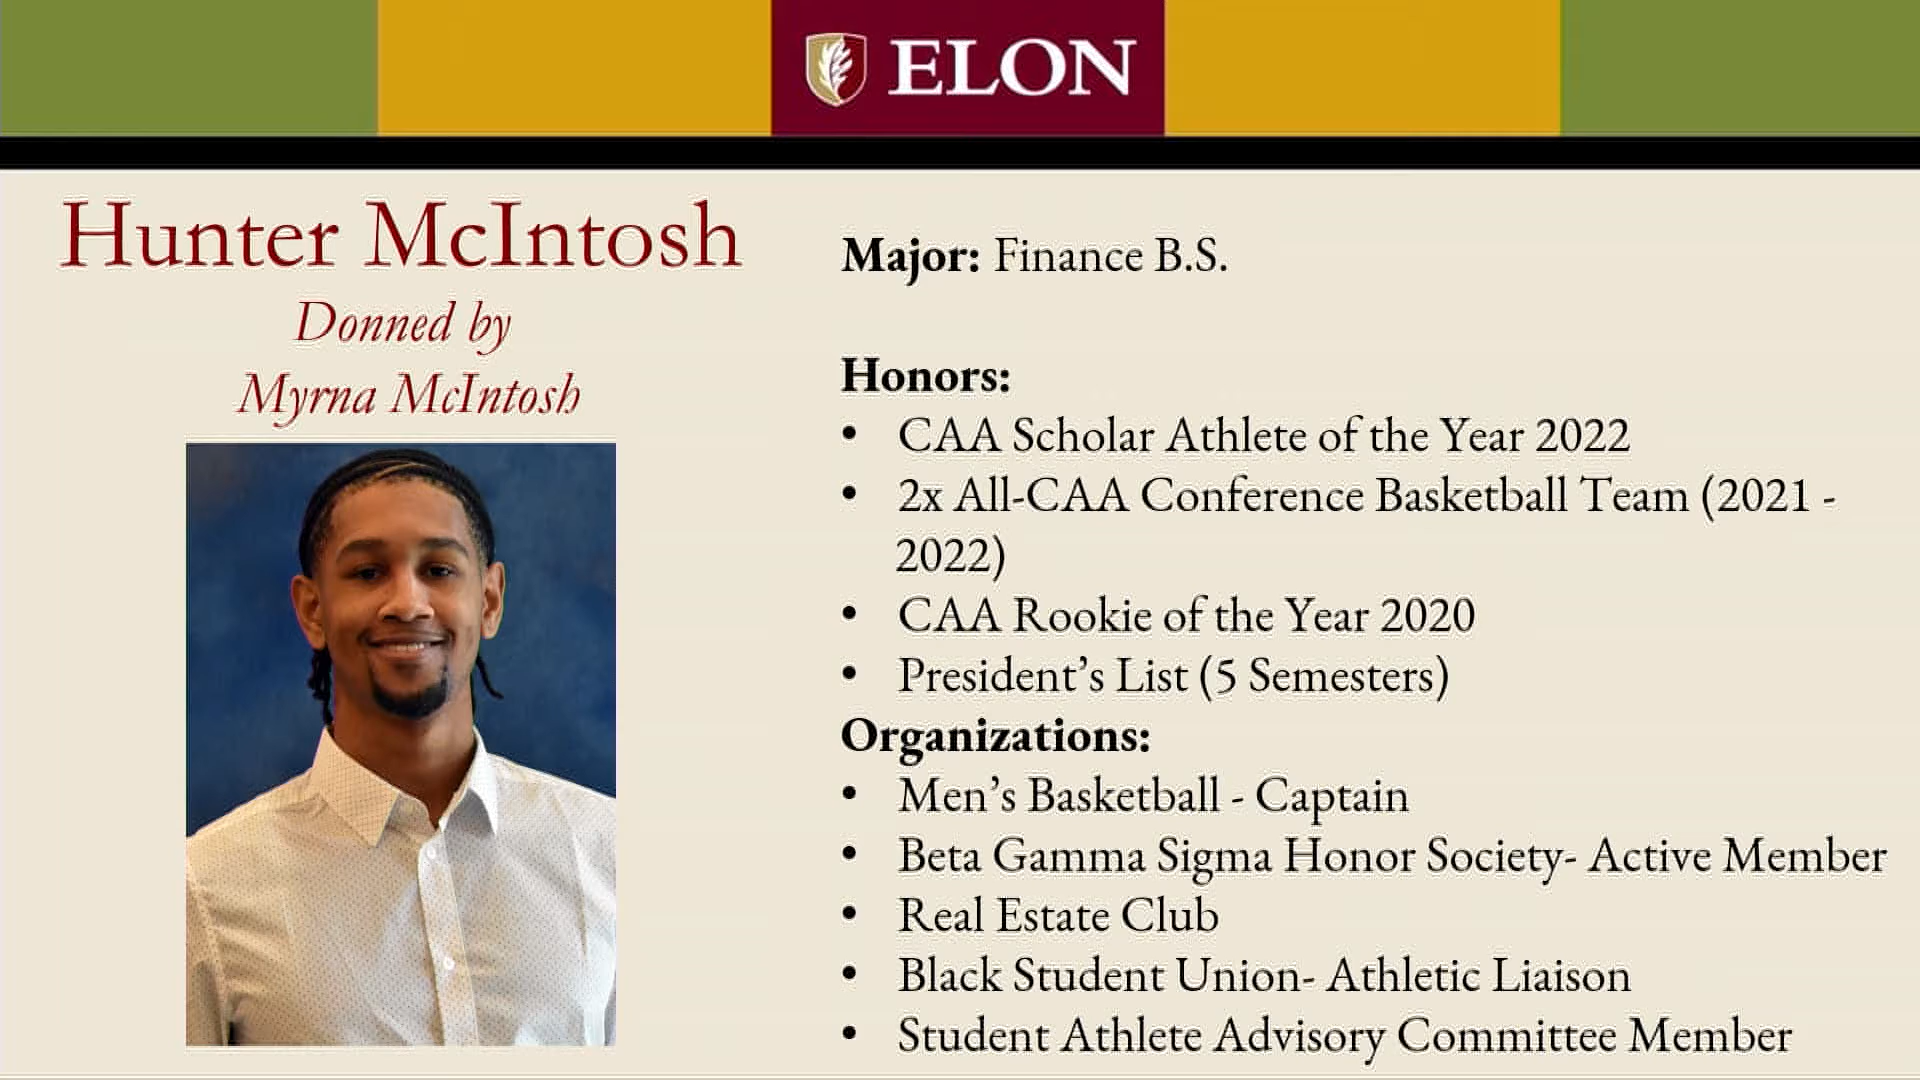 ELON
Hunter McIntosh
Donned by
Myrna McIntosh
Major: Finance B.S.
Honors:
• CAA Scholar Athlete of the Year 2022
• 2x All-CAA Conference Basketball Team (2021 -
2022)
• CAA Rookie of the Year 2020
• President’s List (5 Semesters)
Organizations:
• Men’s Basketball - Captain
• Beta Gamma Sigma Honor Society- Active Member
• Real Estate Club
• Black Student Union- Athletic Liaison
• Student Athlete Advisory Committee Member